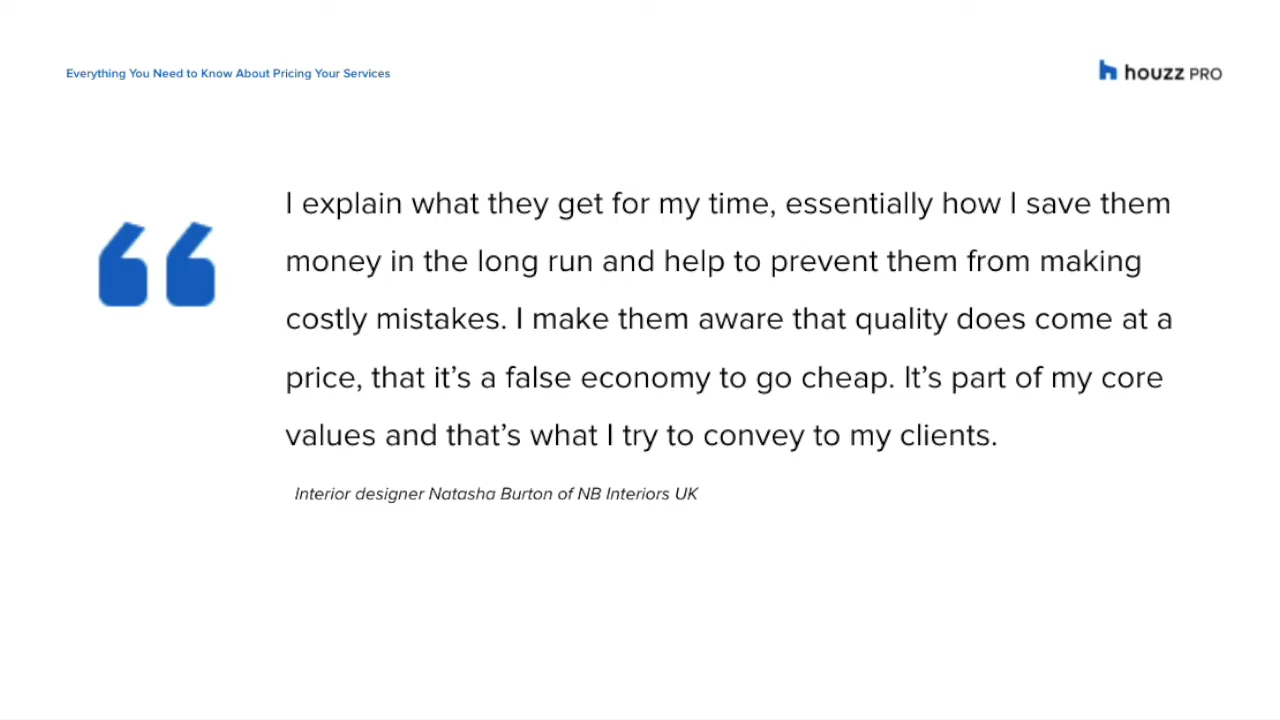 Everything You Need to Know About Pricing Your Services
houzz PRO
I explain what they get for my time, essentially how I save them
money in the long run and help to prevent them from making
costly mistakes. I make them aware that quality does come at a
price, that it’s a false economy to go cheap. It’s part of my core
values and that’s what I try to convey to my clients.
Interior designer Natasha Burton of NB Interiors UK